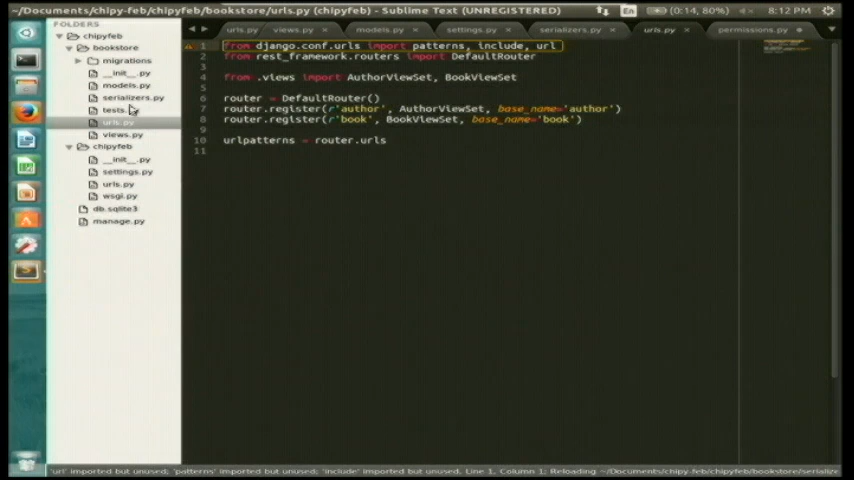 ~/Documents/chipy-feb/chipyfeb/bookstore/urls.py (chipyfeb) - Sublime Text (UNREGISTERED)
En (0:14, 80%) 8:12 PM
FOLDERS
chipyfeb
bookstore
migrations
__init__.py
models.py
serializers.py
tests.py
urls.py
views.py
chipyfeb
__init__.py
settings.py
urls.py
wsgi.py
db.sqlite3
manage.py
urls.py × views.py × models.py × settings.py × serializers.py × urls.py × permissions.py
1 from django.conf.urls import patterns, include, url
2 from rest_framework.routers import DefaultRouter
3
4 from .views import AuthorViewSet, BookViewSet
5
6 router = DefaultRouter()
7 router.register(r'author', AuthorViewSet, base_name='author')
8 router.register(r'book', BookViewSet, base_name='book')
9
10 urlpatterns = router.urls
11
'url' imported but unused; 'patterns' imported but unused; 'include' imported but unused, Line 1, Column 1; Reloading ~/Documents/chipy-feb/chipyfeb/bookstore/serialize